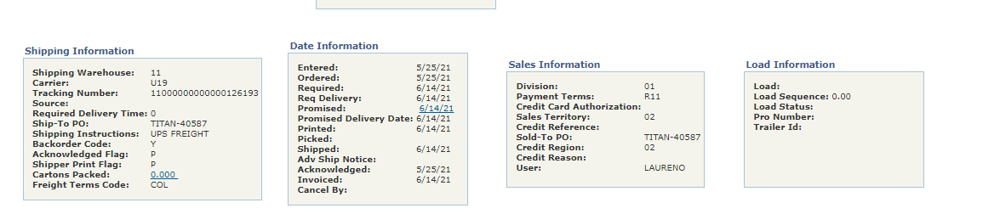 Shipping Information
Shipping Warehouse: 11
Carrier: U19
Tracking Number: 11000000000000126193
Source:
Required Delivery Time: 0
Ship-To PO: TITAN-40587
Shipping Instructions: UPS FREIGHT
Backorder Code: Y
Acknowledged Flag: P
Shipper Print Flag: P
Cartons Packed: 0.000
Freight Terms Code: COL
Date Information
Entered: 5/25/21
Ordered: 5/25/21
Required: 6/14/21
Req Delivery: 6/14/21
Promised: 6/14/21
Promised Delivery Date: 6/14/21
Printed: 6/14/21
Picked:
Shipped: 6/14/21
Adv Ship Notice:
Acknowledged: 5/25/21
Invoiced: 6/14/21
Cancel By:
Sales Information
Division: 01
Payment Terms: R11
Credit Card Authorization:
Sales Territory: 02
Credit Reference:
Sold-To PO: TITAN-40587
Credit Region: 02
Credit Reason:
User: LAURENO
Load Information
Load:
Load Sequence: 0.00
Load Status:
Pro Number:
Trailer Id: